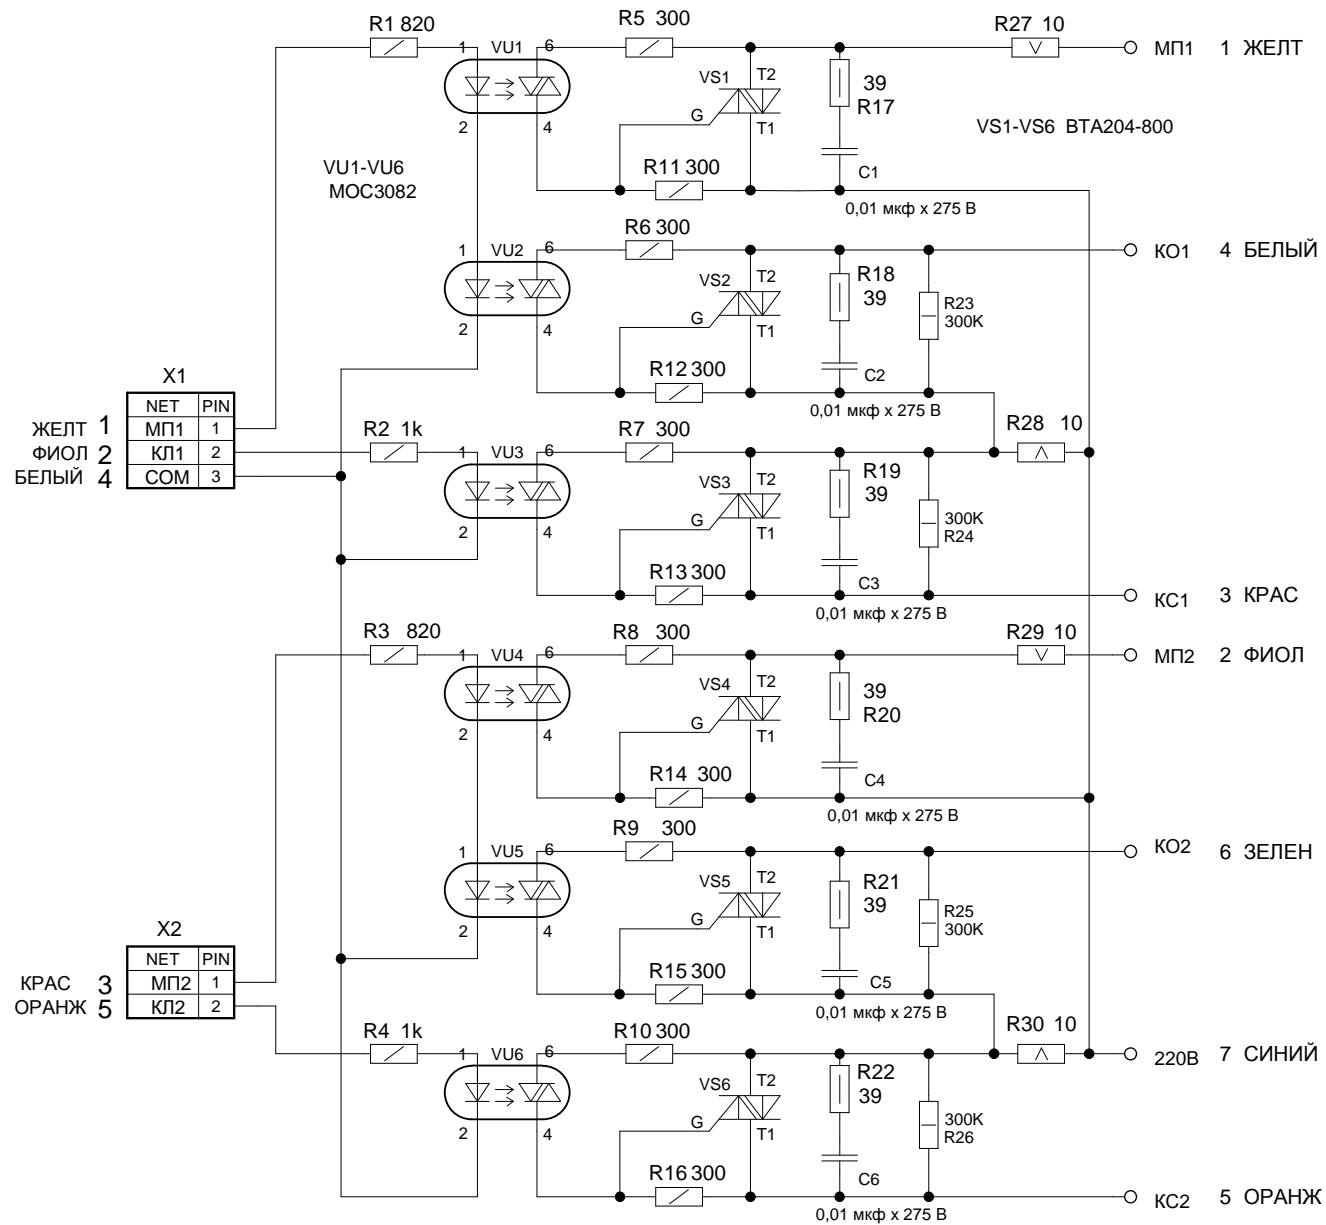 R1 820
1 VU1 6
R5 300
R27 10
МП1 1 ЖЕЛТ
VS1 T2
39
R17
G
T1
2 4
VS1-VS6 BTA204-800
VU1-VU6
MOC3082
R11 300
C1
0,01 мкф x 275 В
R6 300
1 VU2 6
КО1 4 БЕЛЫЙ
VS2 T2
R18
39
R23
300K
G
T1
2 4
R12 300
C2
0,01 мкф x 275 В
X1
NET PIN
ЖЕЛТ 1 МП1 1
ФИОЛ 2 КЛ1 2
БЕЛЫЙ 4 COM 3
R2 1k
R7 300
R28 10
1 VU3 6
VS3 T2
R19
39
300K
R24
G
T1
2 4
R13 300
C3
0,01 мкф x 275 В
КС1 3 КРАС
R3 820
R8 300
R29 10
1 VU4 6
МП2 2 ФИОЛ
VS4 T2
39
R20
G
T1
2 4
R14 300
C4
0,01 мкф x 275 В
R9 300
1 VU5 6
КО2 6 ЗЕЛЕН
VS5 T2
R21
39
R25
300K
G
T1
2 4
R15 300
C5
0,01 мкф x 275 В
X2
NET PIN
КРАС 3 МП2 1
ОРАНЖ 5 КЛ2 2
R4 1k
R10 300
R30 10
1 VU6 6
220В 7 СИНИЙ
VS6 T2
R22
39
300K
R26
G
T1
2 4
R16 300
C6
0,01 мкф x 275 В
КС2 5 ОРАНЖ